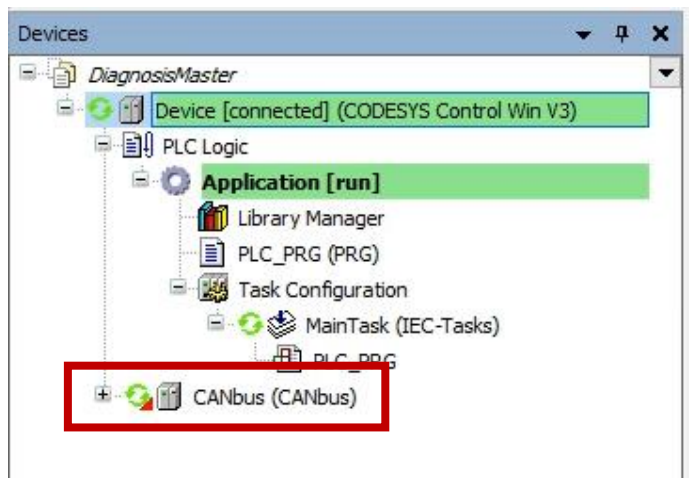 Devices
DiagnosisMaster
Device [connected] (CODESYS Control Win V3)
PLC Logic
Application [run]
Library Manager
PLC_PRG (PRG)
Task Configuration
MainTask (IEC-Tasks)
PLC_PRG
CANbus (CANbus)